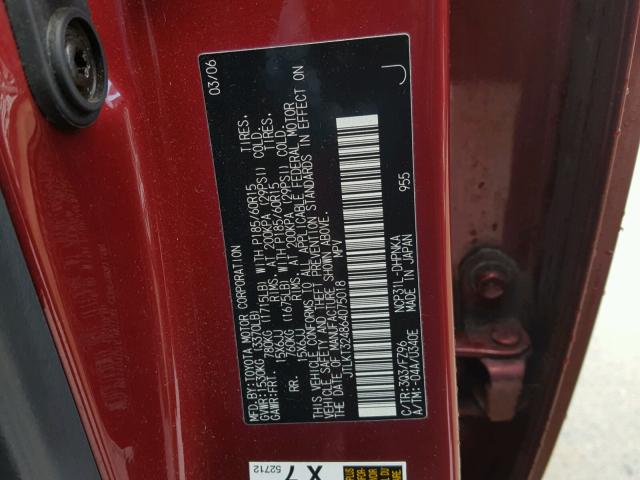 MFD.BY:TOYOTA MOTOR CORPORATION 03/06
GVWR:1530KG (3370LB)
GAWR:FRT. 780KG (1715LB) WITH P185/60R15 TIRES.
15X6JJ RIMS, AT 200KPA (29PSI) COLD.
RR. 760KG (1675LB) WITH P185/60R15 TIRES.
15X6JJ RIMS, AT 200KPA (29PSI) COLD.
THIS VEHICLE CONFORMS TO ALL APPLICABLE FEDERAL MOTOR
VEHICLE SAFETY AND THEFT PREVENTION STANDARDS IN EFFECT ON
THE DATE OF MANUFACTURE SHOWN ABOVE.
JTLKT324864075018 MPV J
C/TR:3Q3/FZ96 NCP31L-DHPNKA
A/TM:-04A/U340E MADE IN JAPAN 955
X 7
52712